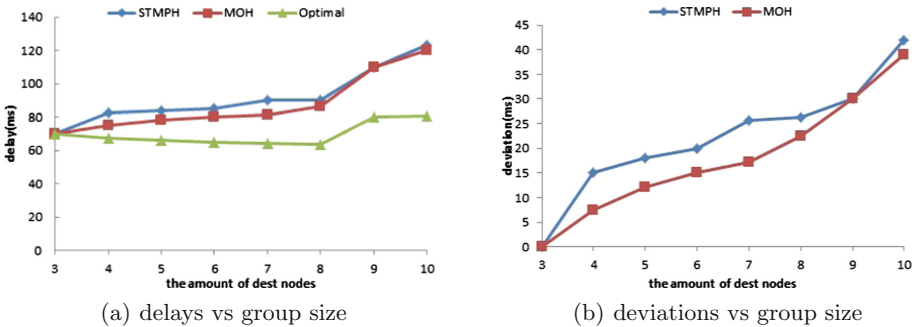 STMPH MOH Optimal
delay(ms)
140
120
100
80
60
40
20
0
3 4 5 6 7 8 9 10
the amount of dest nodes
(a) delays vs group size
STMPH MOH
deviation(ms)
45
40
35
30
25
20
15
10
5
0
3 4 5 6 7 8 9 10
the amount of dest nodes
(b) deviations vs group size